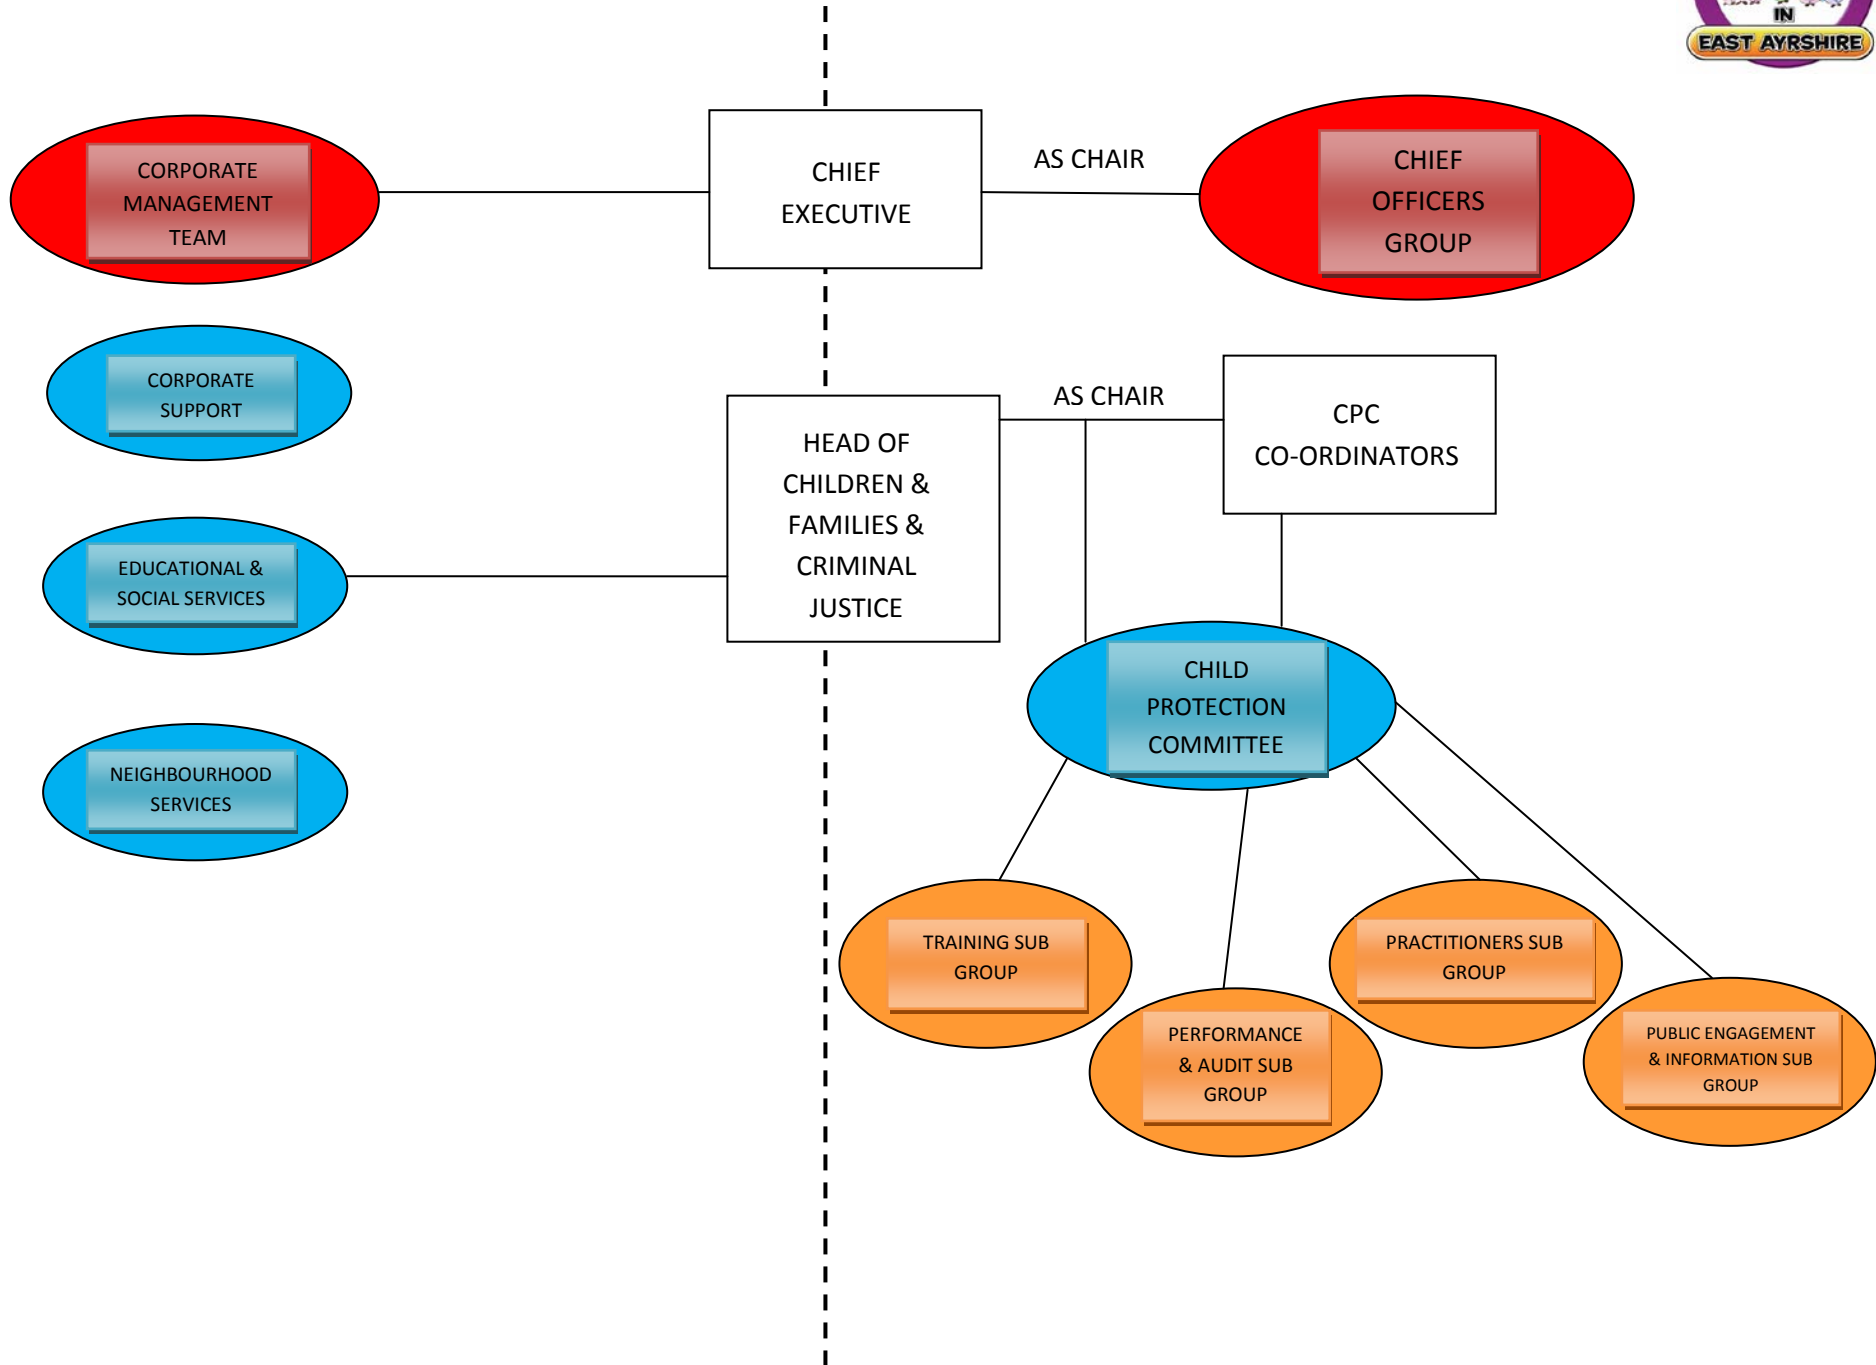 IN
EAST AYRSHIRE
CORPORATE
MANAGEMENT
TEAM
CHIEF
EXECUTIVE
AS CHAIR
CHIEF
OFFICERS
GROUP
CORPORATE
SUPPORT
HEAD OF
CHILDREN &
FAMILIES &
CRIMINAL
JUSTICE
AS CHAIR
CPC
CO-ORDINATORS
EDUCATIONAL &
SOCIAL SERVICES
CHILD
PROTECTION
COMMITTEE
NEIGHBOURHOOD
SERVICES
TRAINING SUB
GROUP
PERFORMANCE
& AUDIT SUB
GROUP
PRACTITIONERS SUB
GROUP
PUBLIC ENGAGEMENT
& INFORMATION SUB
GROUP